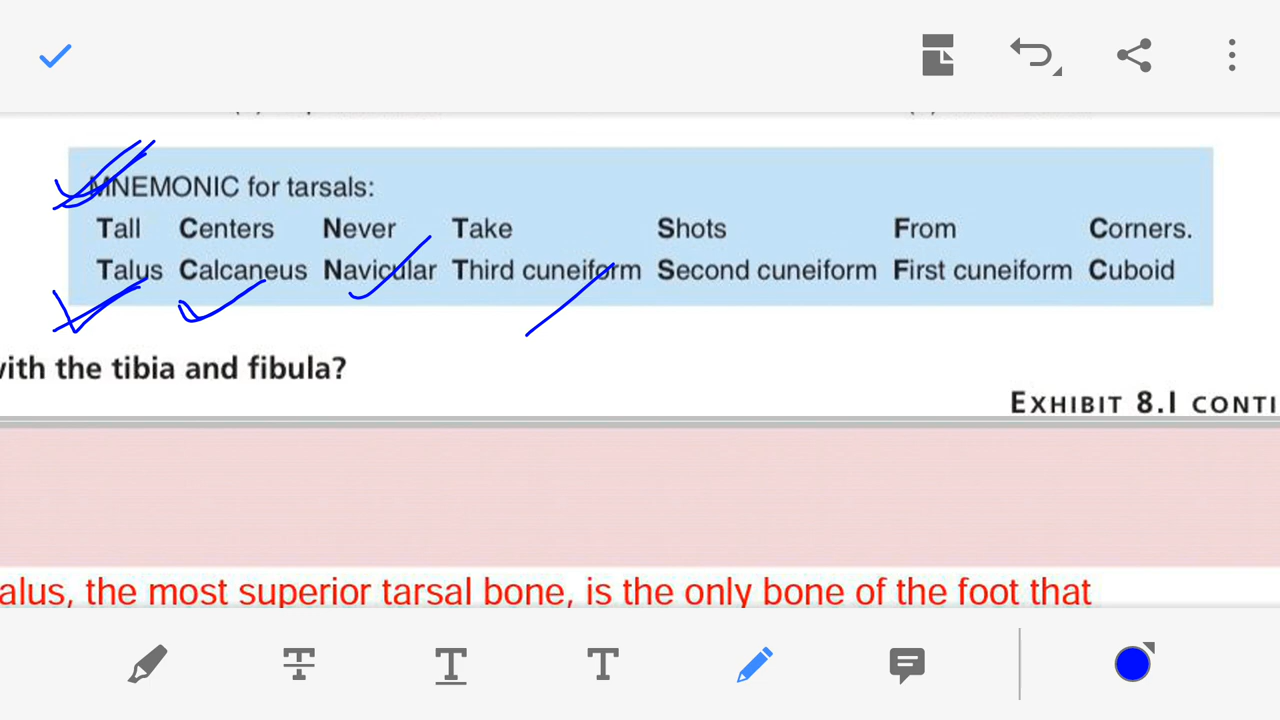 MNEMONIC for tarsals:
Tall Centers Never Take Shots From Corners.
Talus Calcaneus Navicular Third cuneiform Second cuneiform First cuneiform Cuboid
with the tibia and fibula?
EXHIBIT 8.I CONTI
alus, the most superior tarsal bone, is the only bone of the foot that